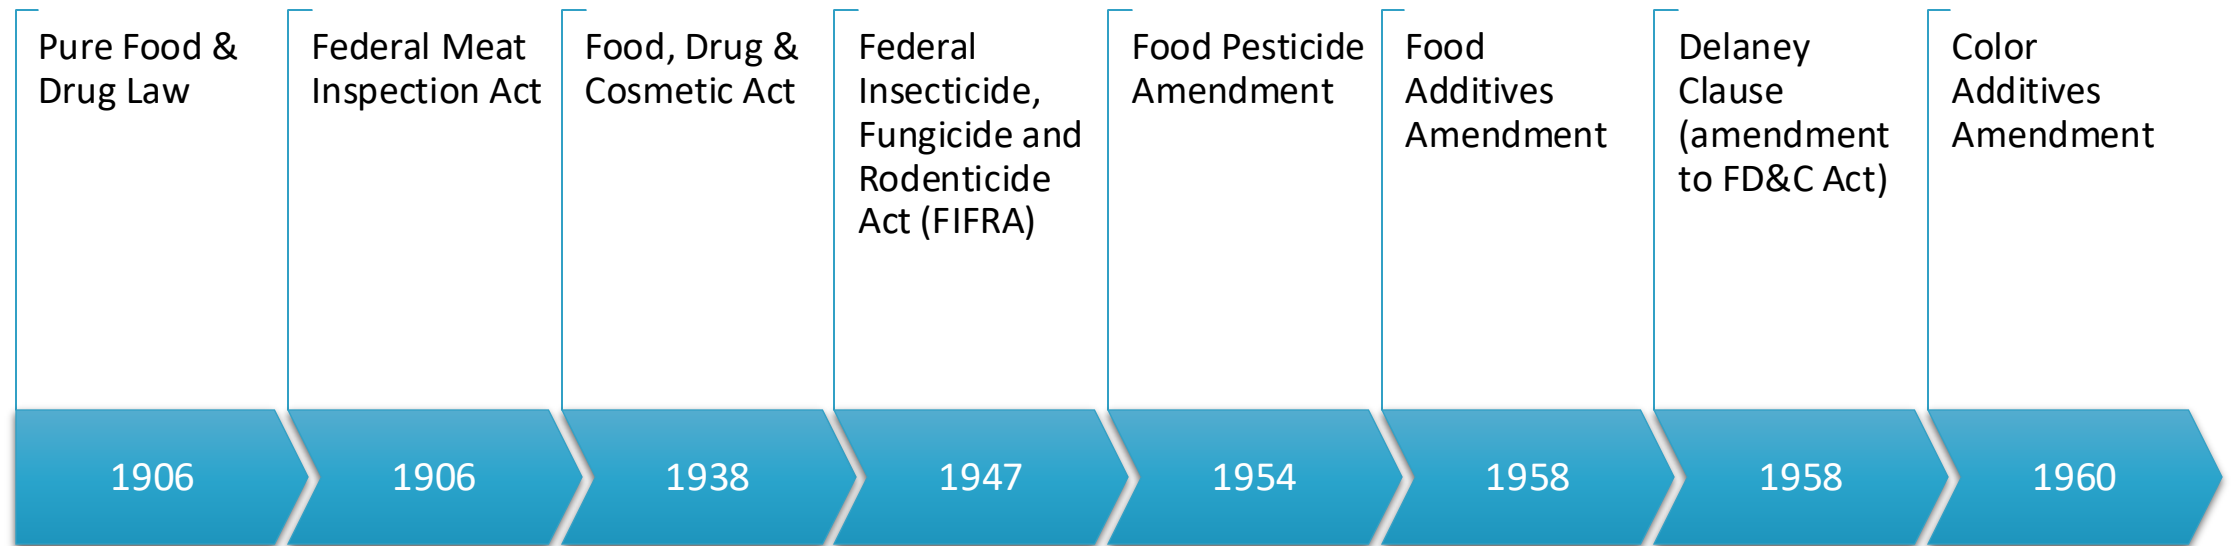 Pure Food &
Drug Law
Federal Meat
Inspection Act
Food, Drug &
Cosmetic Act
Federal
Insecticide,
Fungicide and
Rodenticide
Act (FIFRA)
Food Pesticide
Amendment
Food
Additives
Amendment
Delaney
Clause
(amendment
to FD&C Act)
Color
Additives
Amendment
1906
1906
1938
1947
1954
1958
1958
1960